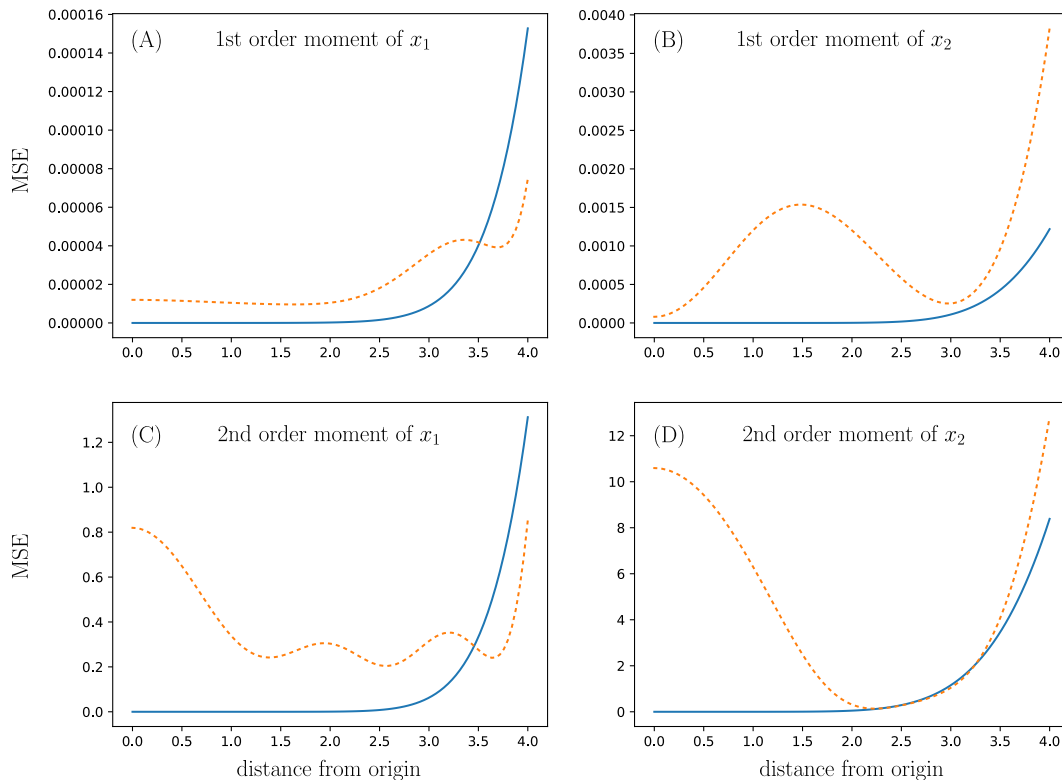 (A) 1st order moment of x₁
0.00016
0.00014
0.00012
0.00010
0.00008
0.00006
0.00004
0.00002
0.00000
MSE
0.0 0.5 1.0 1.5 2.0 2.5 3.0 3.5 4.0
(B) 1st order moment of x₂
0.0040
0.0035
0.0030
0.0025
0.0020
0.0015
0.0010
0.0005
0.0000
0.0 0.5 1.0 1.5 2.0 2.5 3.0 3.5 4.0
(C) 2nd order moment of x₁
1.2
1.0
0.8
0.6
0.4
0.2
0.0
MSE
0.0 0.5 1.0 1.5 2.0 2.5 3.0 3.5 4.0
distance from origin
(D) 2nd order moment of x₂
12
10
8
6
4
2
0
0.0 0.5 1.0 1.5 2.0 2.5 3.0 3.5 4.0
distance from origin